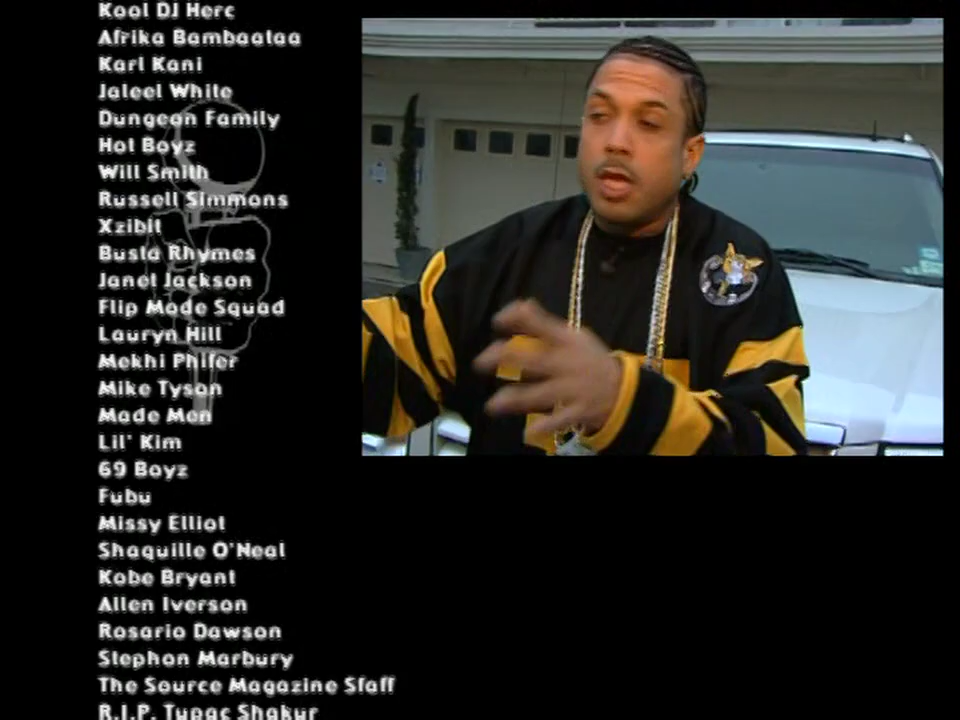 Kool DJ Herc
Afrika Bambaataa
Karl Kani
Jaleel White
Dungeon Family
Hot Boyz
Will Smith
Russell Simmons
Xzibit
Busta Rhymes
Janet Jackson
Flip Mode Squad
Lauryn Hill
Mekhi Phifer
Mike Tyson
Made Men
Lil' Kim
69 Boyz
Fubu
Missy Elliot
Shaquille O'Neal
Kobe Bryant
Allen Iverson
Rosario Dawson
Stephon Marbury
The Source Magazine Staff
R.I.P. Tupac Shakur